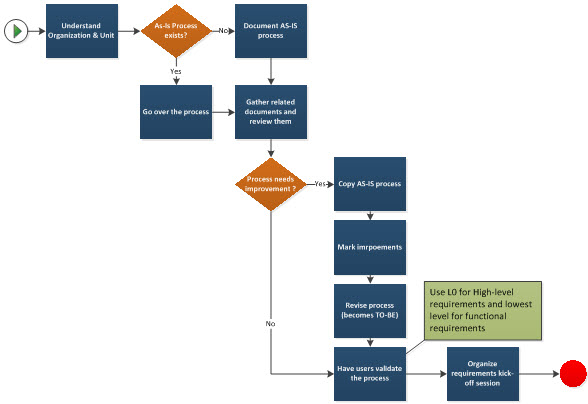 Understand
Organization & Unit
As-Is Process
exists?
No
Document AS-IS
process
Yes
Go over the process
Gather related
documents and
review them
Process needs
improvement ?
Yes
Copy AS-IS process
Mark imrpoements
Revise process
(becomes TO-BE)
Use L0 for High-level
requirements and lowest
level for functional
requirements
No
Have users validate
the process
Organize
requirements kick-
off session